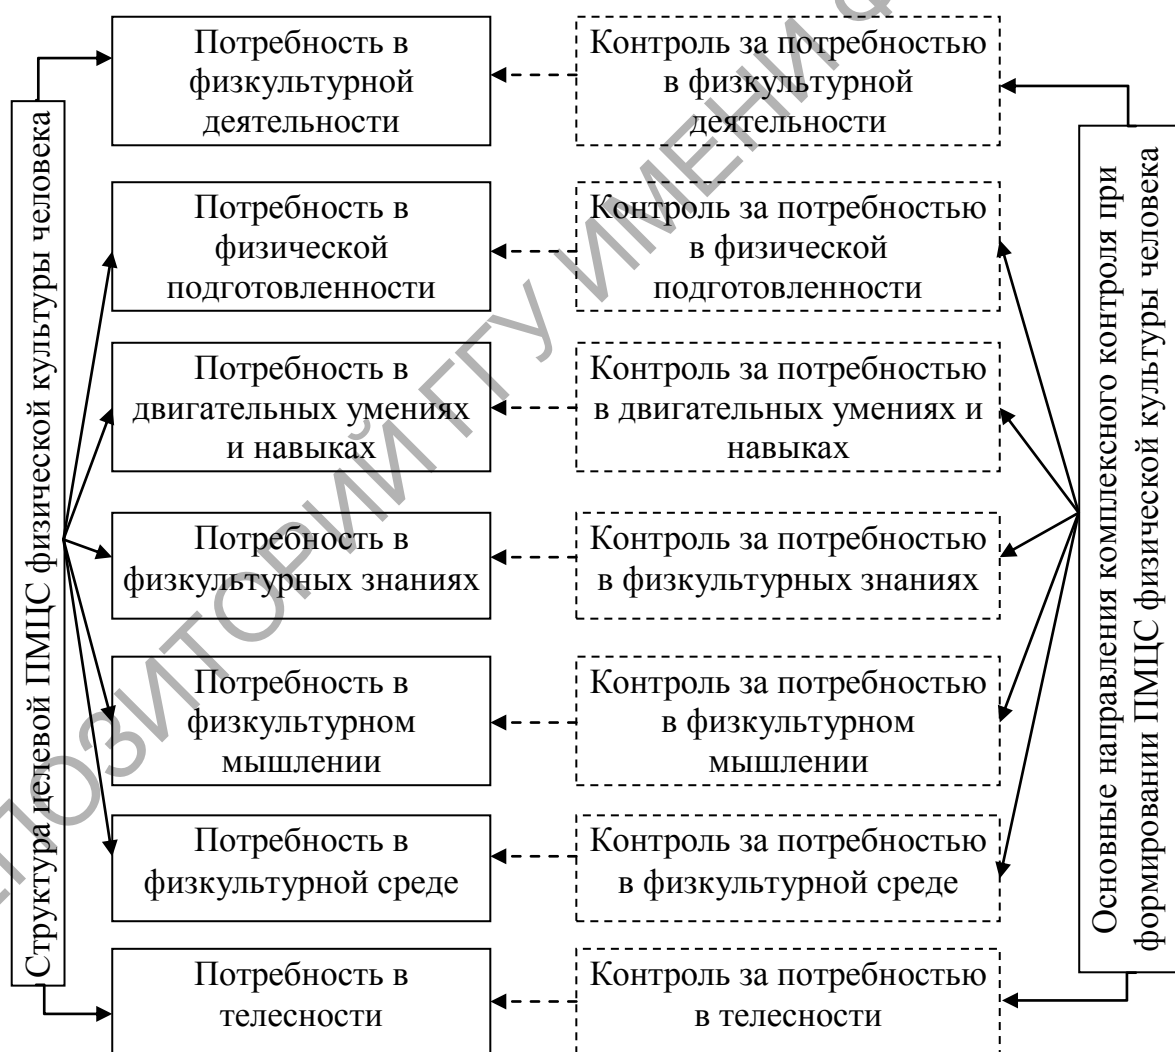 Структура целевой ПМЦС физической культуры человека
Потребность в
физкультурной
деятельности
Контроль за потребностью
в физкультурной
деятельности
Потребность в
физической
подготовленности
Контроль за потребностью
в физической
подготовленности
Потребность в
двигательных умениях
и навыках
Контроль за потребностью
в двигательных умениях и
навыках
Потребность в
физкультурных знаниях
Контроль за потребностью
в физкультурных знаниях
Потребность в
физкультурном
мышлении
Контроль за потребностью
в физкультурном
мышлении
Потребность в
физкультурной среде
Контроль за потребностью
в физкультурной среде
Потребность в
телесности
Контроль за потребностью
в телесности
Основные направления комплексного контроля при
формировании ПМЦС физической культуры человека
ПОЗИТОРИЙ ГГУ ИМЕНИ Ф